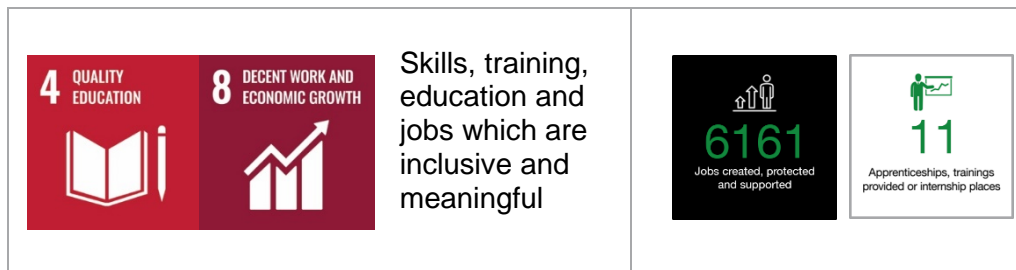 4 QUALITY
EDUCATION
8 DECENT WORK AND
ECONOMIC GROWTH
Skills, training,
education and
jobs which are
inclusive and
meaningful
6161
Jobs created, protected
and supported
11
Apprenticeships, trainings
provided or internship places